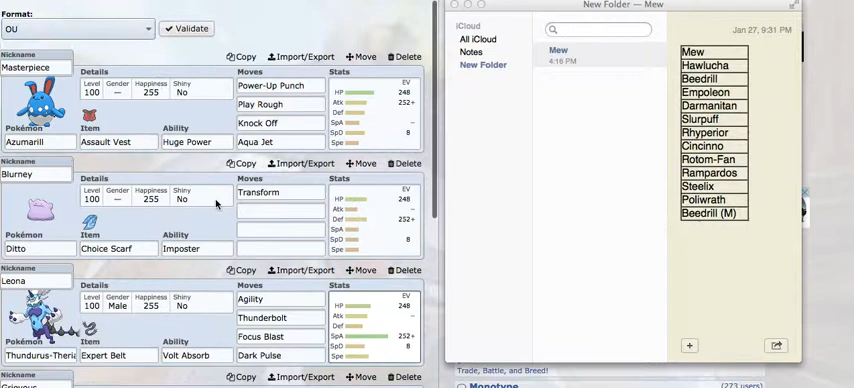 Format:
OU
Validate
Nickname
Copy Import/Export Move Delete
Masterpiece
Details
Moves
Stats
Level Gender Happiness Shiny
100 — 255 No
Power-Up Punch
Play Rough
Knock Off
Aqua Jet
EV
HP 248
Atk 252+
Def
SpA –
SpD 8
Spe
Pokémon Item Ability
Azumarill Assault Vest Huge Power
Nickname
Copy Import/Export Move Delete
Blurney
Details
Moves
Stats
Level Gender Happiness Shiny
100 — 255 No
Transform
EV
HP 248
Atk –
Def 252+
SpA
SpD 8
Spe
Pokémon Item Ability
Ditto Choice Scarf Imposter
Nickname
Copy Import/Export Move Delete
Leona
Details
Moves
Stats
Level Gender Happiness Shiny
100 Male 255 No
Agility
Thunderbolt
Focus Blast
Dark Pulse
EV
HP 248
Atk –
Def
SpA 252+
SpD 8
Spe
Pokémon Item Ability
Thundurus-Theria Expert Belt Volt Absorb
Nickname
Copy Import/Export Move Delete
New Folder — Mew
iCloud
All iCloud
Notes
New Folder
Mew
4:16 PM
Jan 27, 9:31 PM
Mew
Hawlucha
Beedrill
Empoleon
Darmanitan
Slurpuff
Rhyperior
Cincinno
Rotom-Fan
Rampardos
Steelix
Poliwrath
Beedrill (M)
+
Trade, Battle, and Breed!
Monotype (273 users)